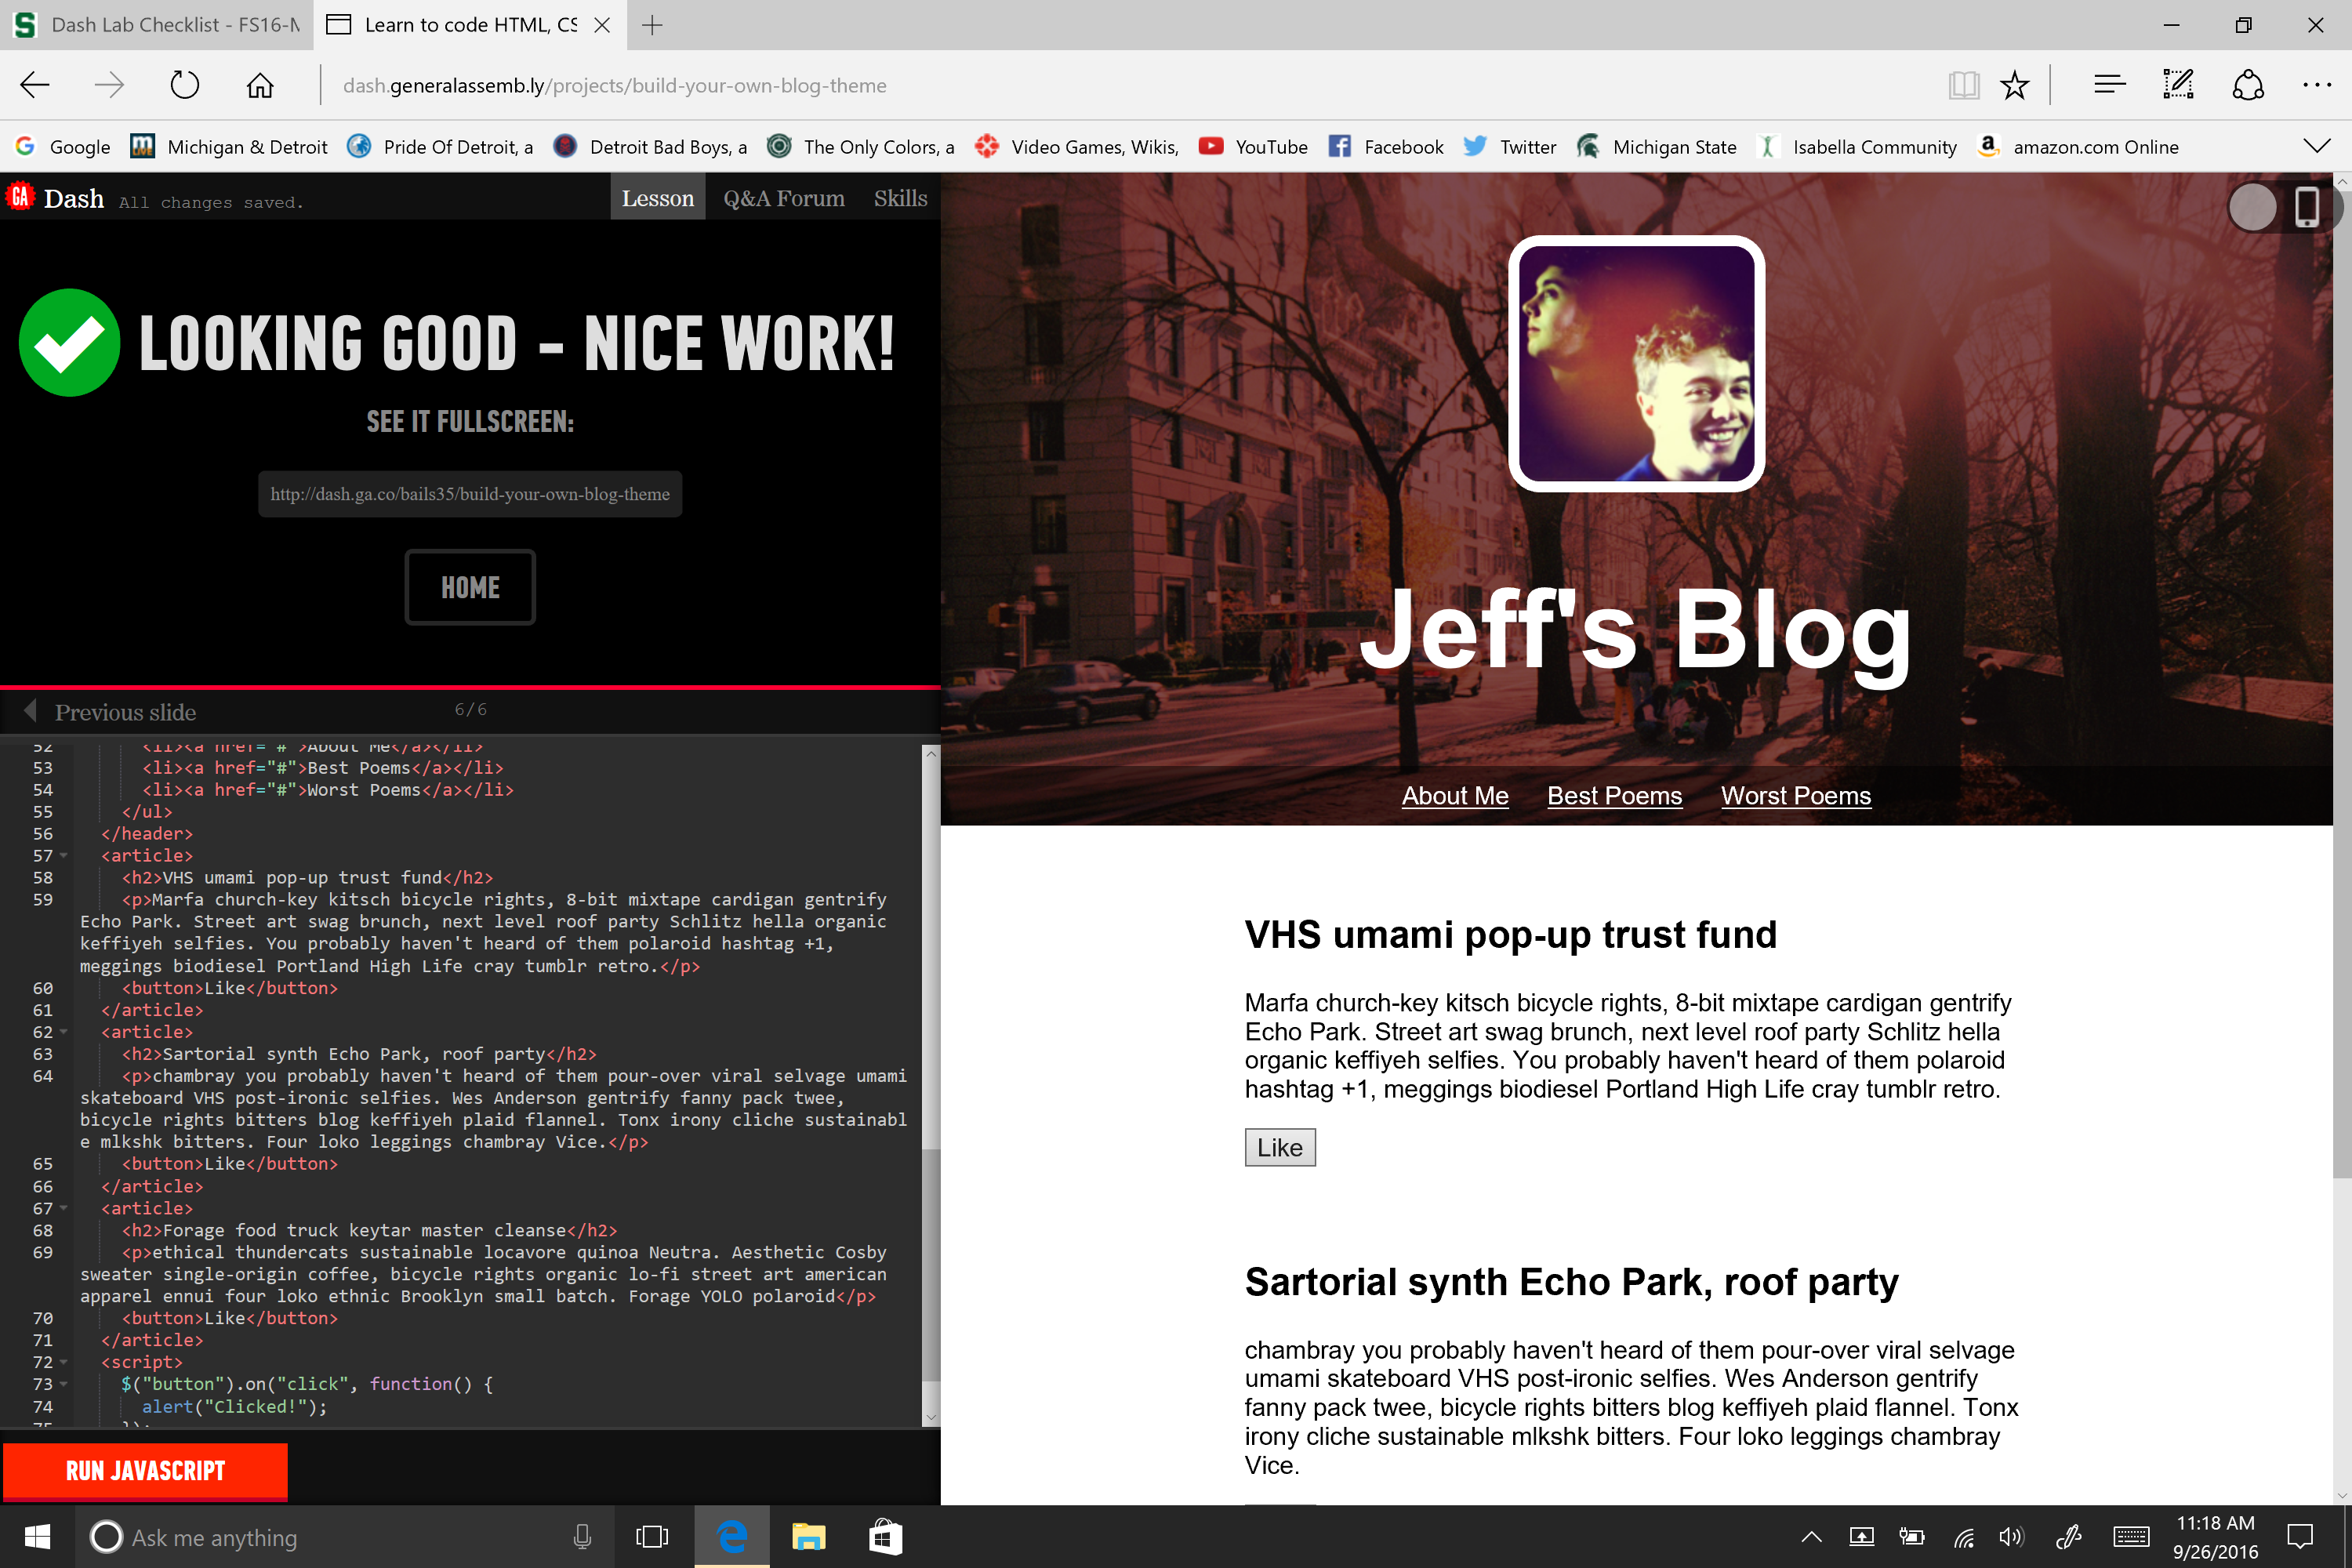 Dash Lab Checklist - FS16-M
Learn to code HTML, CS
dash.generalassemb.ly/projects/build-your-own-blog-theme
Google
Michigan & Detroit
Pride Of Detroit, a
Detroit Bad Boys, a
The Only Colors, a
Video Games, Wikis,
YouTube
Facebook
Twitter
Michigan State
Isabella Community
amazon.com Online
GA Dash All changes saved.
Lesson Q&A Forum Skills
LOOKING GOOD - NICE WORK!
SEE IT FULLSCREEN:
http://dash.ga.co/bails35/build-your-own-blog-theme
HOME
Previous slide
6/6
52 <li><a href="#">About Me</a></li>
53 <li><a href="#">Best Poems</a></li>
54 <li><a href="#">Worst Poems</a></li>
55 </ul>
56 </header>
57 <article>
58 <h2>VHS umami pop-up trust fund</h2>
59 <p>Marfa church-key kitsch bicycle rights, 8-bit mixtape cardigan gentrify
Echo Park. Street art swag brunch, next level roof party Schlitz hella organic
keffiyeh selfies. You probably haven't heard of them polaroid hashtag +1,
meggings biodiesel Portland High Life cray tumblr retro.</p>
60 <button>Like</button>
61 </article>
62 <article>
63 <h2>Sartorial synth Echo Park, roof party</h2>
64 <p>chambray you probably haven't heard of them pour-over viral selvage umami
skateboard VHS post-ironic selfies. Wes Anderson gentrify fanny pack twee,
bicycle rights bitters blog keffiyeh plaid flannel. Tonx irony cliche sustainabl
e mlkshk bitters. Four loko leggings chambray Vice.</p>
65 <button>Like</button>
66 </article>
67 <article>
68 <h2>Forage food truck keytar master cleanse</h2>
69 <p>ethical thundercats sustainable locavore quinoa Neutra. Aesthetic Cosby
sweater single-origin coffee, bicycle rights organic lo-fi street art american
apparel ennui four loko ethnic Brooklyn small batch. Forage YOLO polaroid</p>
70 <button>Like</button>
71 </article>
72 <script>
73 $("button").on("click", function() {
74 alert("Clicked!");
75 });
RUN JAVASCRIPT
Jeff's Blog
About Me Best Poems Worst Poems
VHS umami pop-up trust fund
Marfa church-key kitsch bicycle rights, 8-bit mixtape cardigan gentrify
Echo Park. Street art swag brunch, next level roof party Schlitz hella
organic keffiyeh selfies. You probably haven't heard of them polaroid
hashtag +1, meggings biodiesel Portland High Life cray tumblr retro.
Like
Sartorial synth Echo Park, roof party
chambray you probably haven't heard of them pour-over viral selvage
umami skateboard VHS post-ironic selfies. Wes Anderson gentrify
fanny pack twee, bicycle rights bitters blog keffiyeh plaid flannel. Tonx
irony cliche sustainable mlkshk bitters. Four loko leggings chambray
Vice.
Ask me anything
11:18 AM
9/26/2016